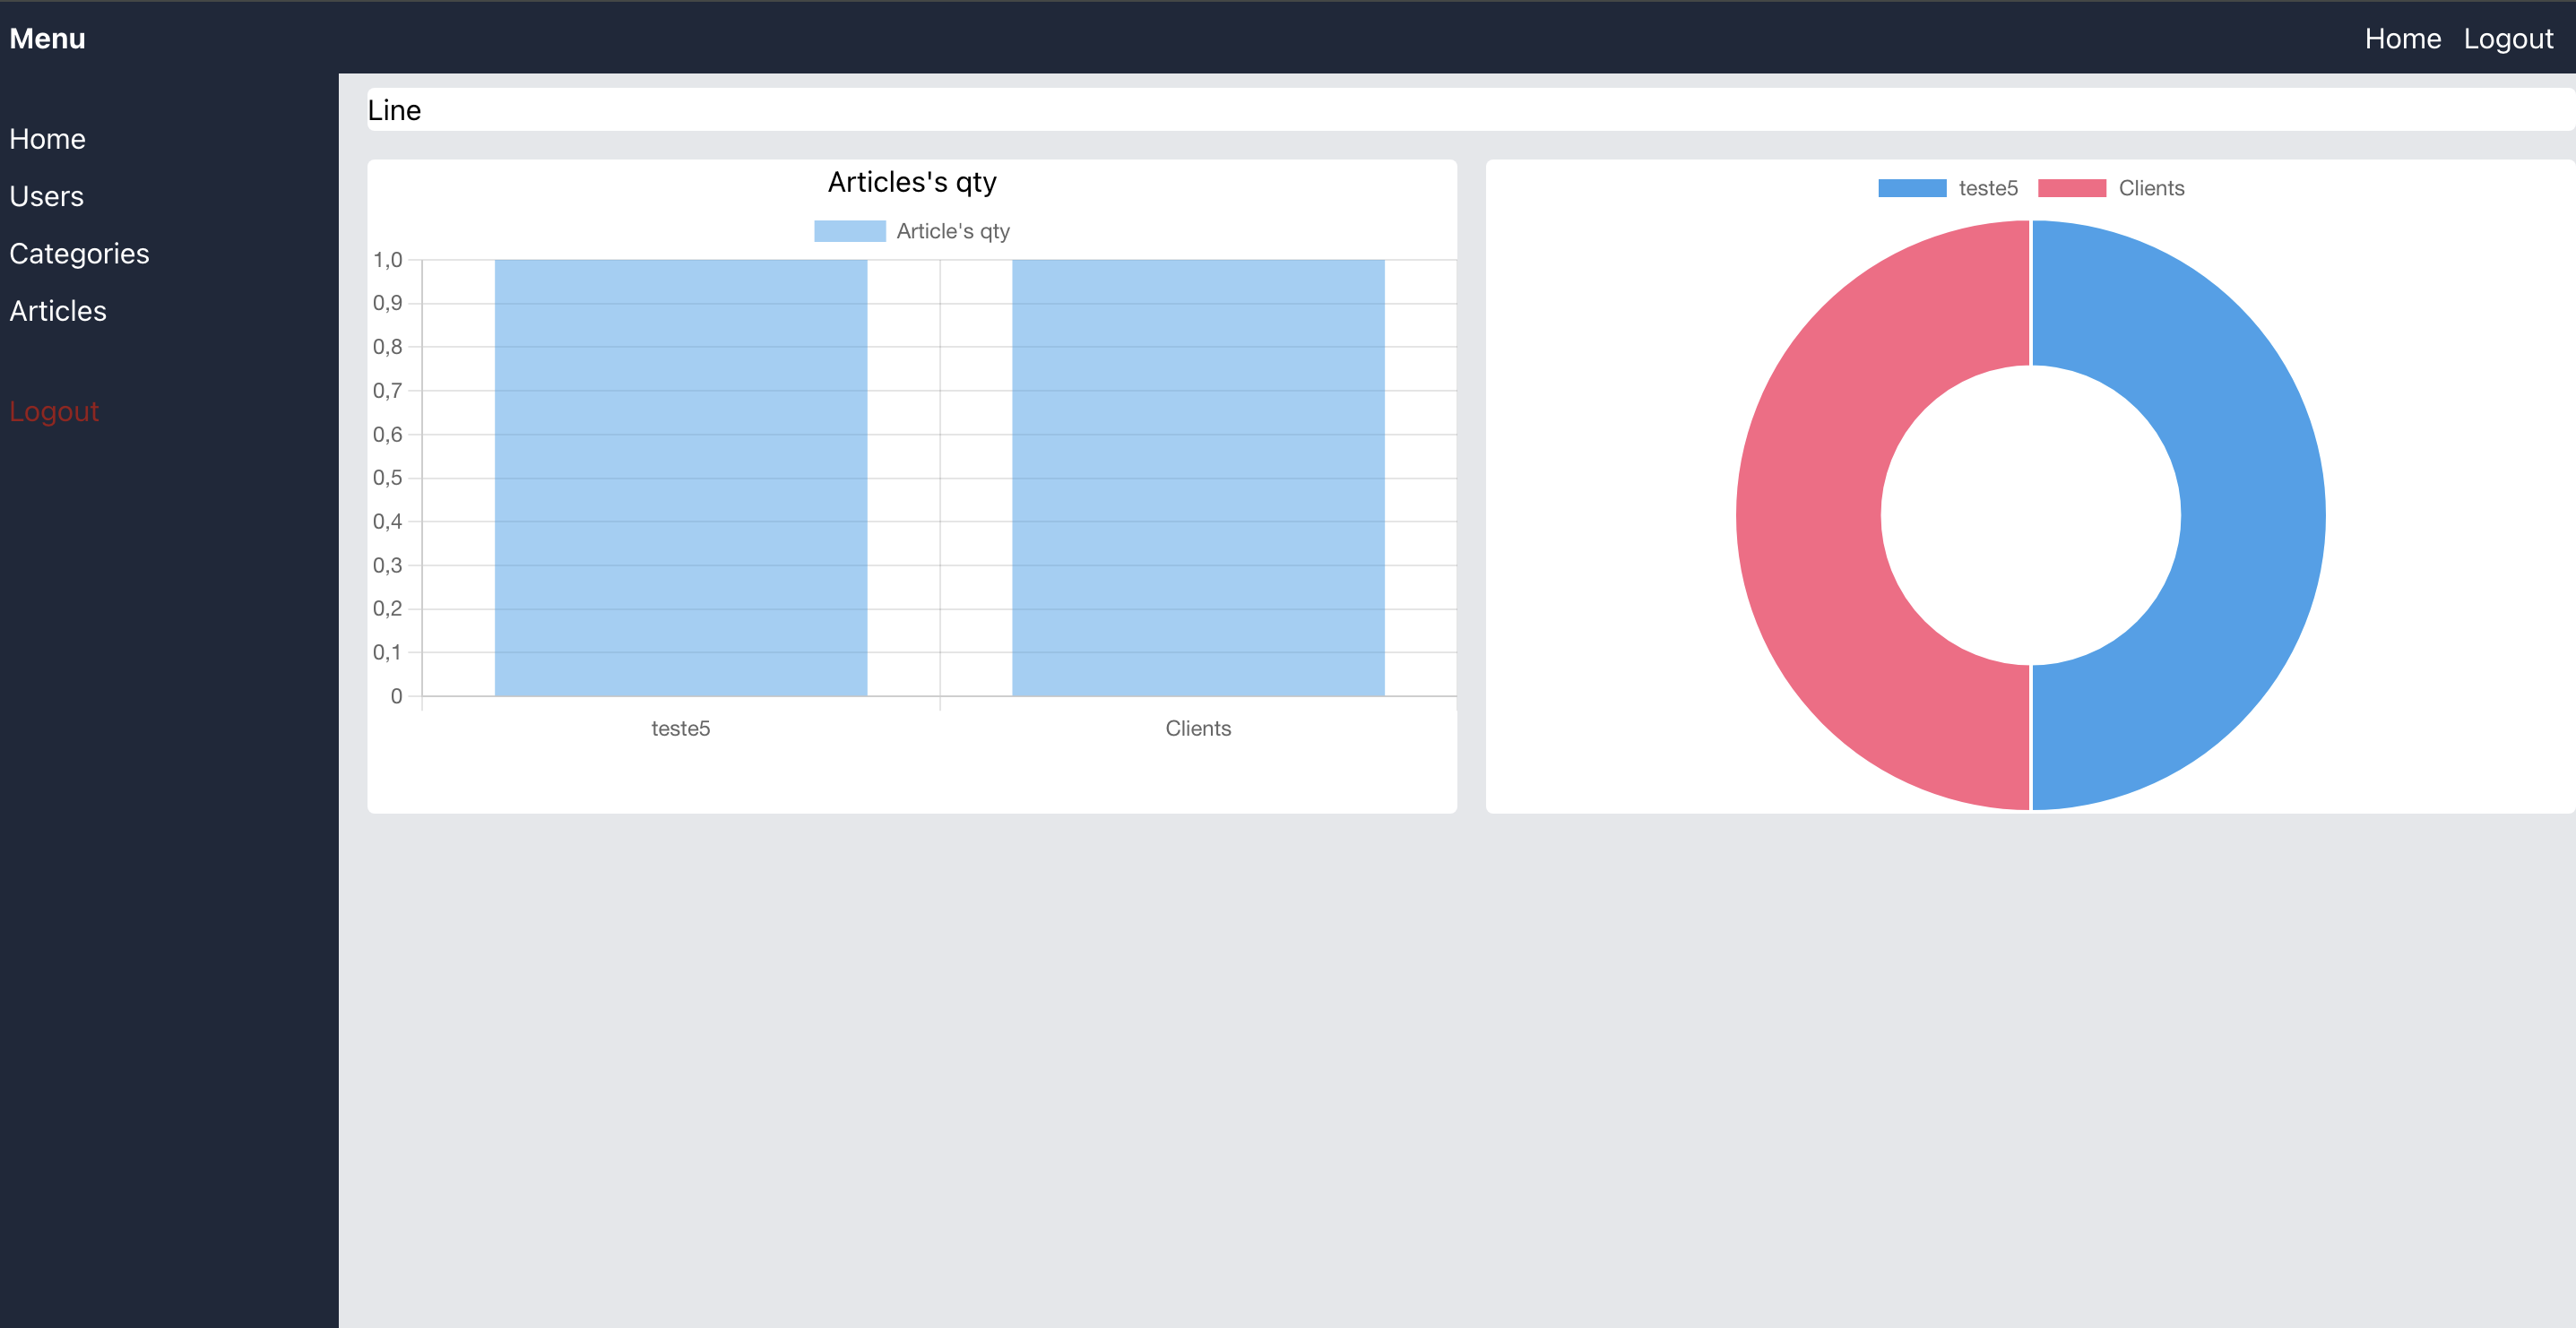 Menu
Home Logout
Home
Users
Categories
Articles
Logout
Line
Articles's qty
Article's qty
1,0
0,9
0,8
0,7
0,6
0,5
0,4
0,3
0,2
0,1
0
teste5 Clients
teste5 Clients